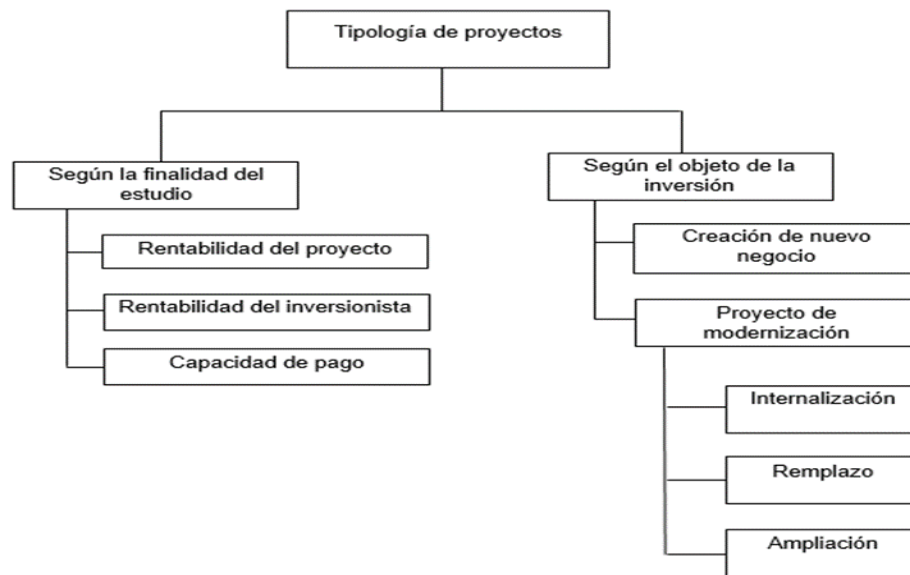 Tipología de proyectos
Según la finalidad del
estudio
Rentabilidad del proyecto
Rentabilidad del inversionista
Capacidad de pago
Según el objeto de la
inversión
Creación de nuevo
negocio
Proyecto de
modernización
Internalización
Remplazo
Ampliación